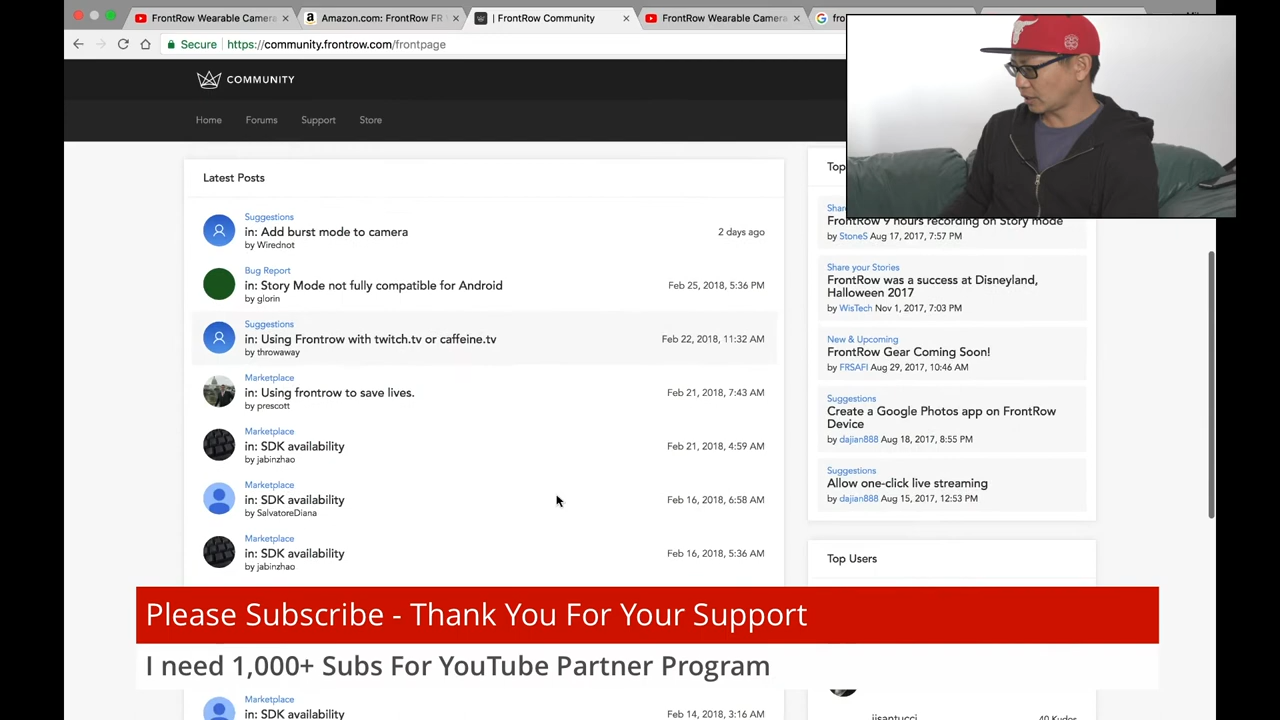 FrontRow Wearable Camera
Amazon.com: FrontRow FR
| FrontRow Community
FrontRow Wearable Camera
Secure
https://community.frontrow.com/frontpage
COMMUNITY
Home
Forums
Support
Store
Latest Posts
Suggestions
in: Add burst mode to camera
by Wirednot
2 days ago
Bug Report
in: Story Mode not fully compatible for Android
by glorin
Feb 25, 2018, 5:36 PM
Suggestions
in: Using Frontrow with twitch.tv or caffeine.tv
by throwaway
Feb 22, 2018, 11:32 AM
Marketplace
in: Using frontrow to save lives.
by prescott
Feb 21, 2018, 7:43 AM
Marketplace
in: SDK availability
by jabinzhao
Feb 21, 2018, 4:59 AM
Marketplace
in: SDK availability
by SalvatoreDiana
Feb 16, 2018, 6:58 AM
Marketplace
in: SDK availability
by jabinzhao
Feb 16, 2018, 5:36 AM
FrontRow 9 hours recording on Story mode
by StoneS Aug 17, 2017, 7:57 PM
Share your Stories
FrontRow was a success at Disneyland,
Halloween 2017
by WisTech Nov 1, 2017, 7:03 PM
New & Upcoming
FrontRow Gear Coming Soon!
by FRSAFI Aug 29, 2017, 10:46 AM
Suggestions
Create a Google Photos app on FrontRow
Device
by dajian888 Aug 18, 2017, 8:55 PM
Suggestions
Allow one-click live streaming
by dajian888 Aug 15, 2017, 12:53 PM
Top Users
Please Subscribe - Thank You For Your Support
I need 1,000+ Subs For YouTube Partner Program
Marketplace
in: SDK availability
Feb 14, 2018, 3:16 AM
jjsantucci
40 Kudos